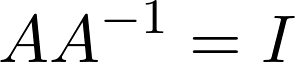 AA⁻¹ = I